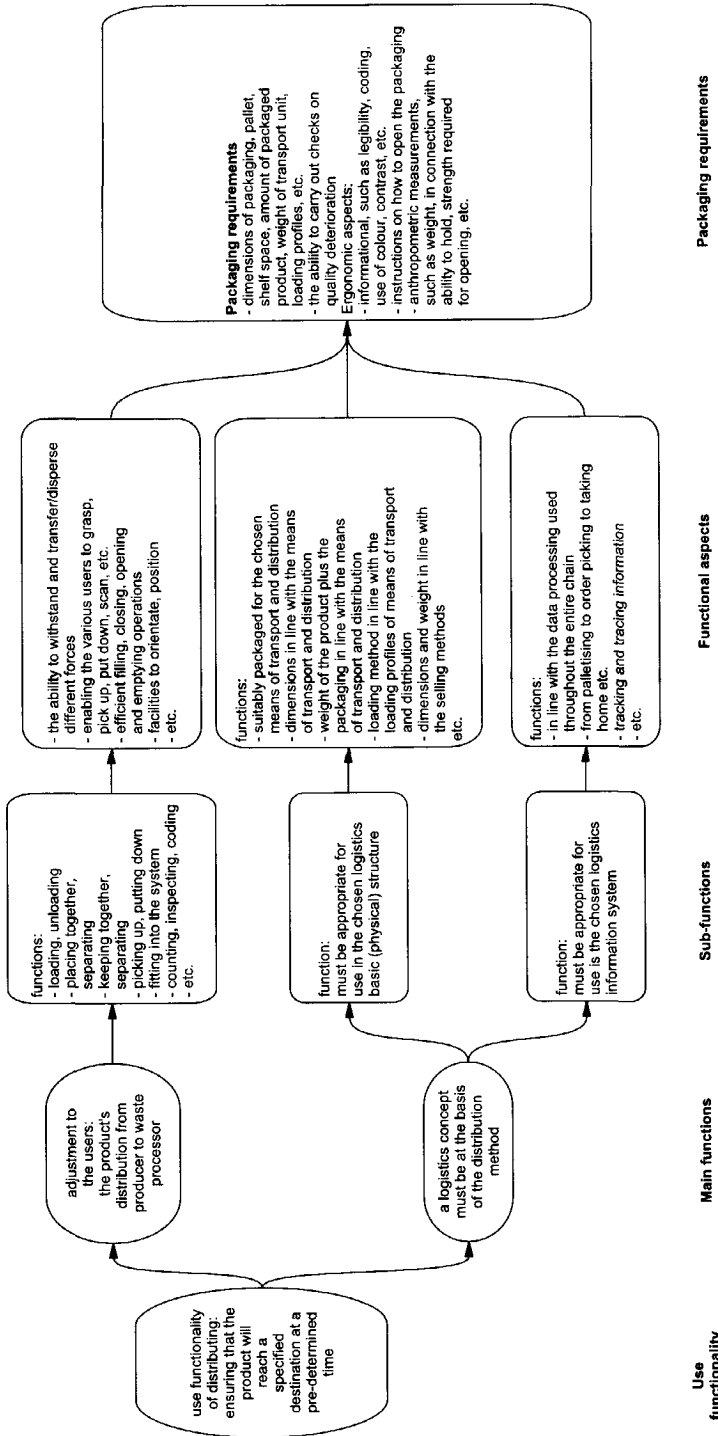 use functionality
of distributing:
ensuring that the
product will
reach a
specified
destination at a
pre-determined
time
adjustment to
the users:
the product's
distribution from
producer to waste
processor
a logistics concept
must be at the basis
of the distribution
method
functions:
- loading, unloading
- placing together,
separating
- keeping together,
separating
- picking up, putting down
- fitting into the system
- counting, inspecting, coding
- etc.
function:
must be appropriate for
use in the chosen logistics
basic (physical) structure
function:
must be appropriate for
use is the chosen logistics
information system
- the ability to withstand and transfer/disperse
different forces
- enabling the various users to grasp,
pick up, put down, scan, etc.
- efficient filling, closing, opening
and emptying operations
- facilities to orientate, position
- etc.
functions:
- suitably packaged for the chosen
means of transport and distribution
- dimensions in line with the means
of transport and distribution
- weight of the product plus the
packaging in line with the means
of transport and distribution
- loading method in line with the
loading profiles of means of transport
and distribution
- dimensions and weight in line with
the selling methods
etc.
functions:
- in line with the data processing used
throughout the entire chain
- from palletising to order picking to taking
home etc.
- tracking and tracing information
- etc.
Packaging requirements
- dimensions of packaging, pallet,
shelf space, amount of packaged
product, weight of transport unit,
loading profiles, etc.
- the ability to carry out checks on
quality deterioration
Ergonomic aspects:
- informational, such as legibility, coding,
use of colour, contrast, etc.
- instructions on how to open the packaging
- anthropometric measurements,
such as weight, in connection with the
ability to hold, strength required
for opening, etc.
Use
functionality
Main functions
Sub-functions
Functional aspects
Packaging requirements